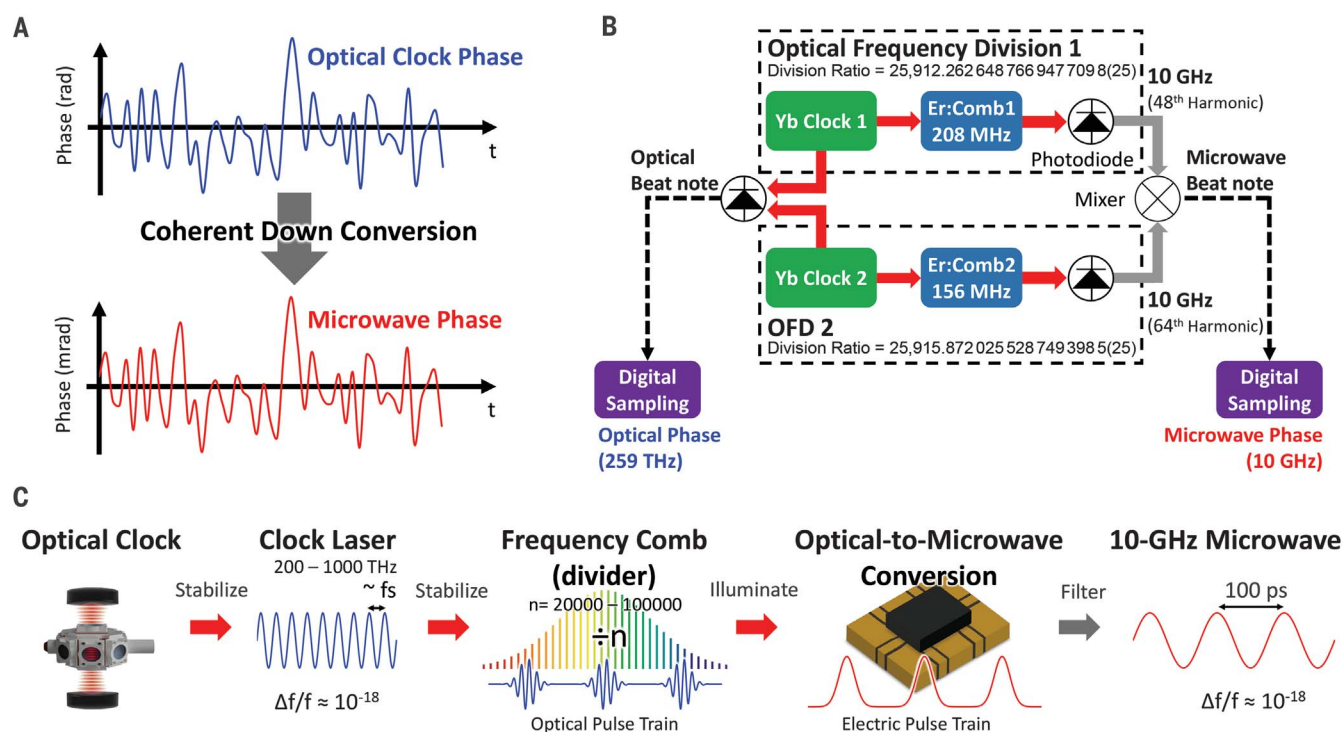 A
Phase (rad)
Optical Clock Phase
t
Coherent Down Conversion
Phase (mrad)
Microwave Phase
t
B
Optical Frequency Division 1
Division Ratio = 25,912.262 648 766 947 709 8(25)
Yb Clock 1
Er:Comb1
208 MHz
Photodiode
10 GHz
(48th Harmonic)
Optical
Beat note
Mixer
Microwave
Beat note
Yb Clock 2
Er:Comb2
156 MHz
10 GHz
(64th Harmonic)
OFD 2
Division Ratio = 25,915.872 025 528 749 398 5(25)
Digital
Sampling
Optical Phase
(259 THz)
Digital
Sampling
Microwave Phase
(10 GHz)
C
Optical Clock
Stabilize
Clock Laser
200 – 1000 THz
~ fs
Δf/f ≈ 10-18
Stabilize
Frequency Comb
(divider)
n= 20000 – 100000
÷n
Optical Pulse Train
Illuminate
Optical-to-Microwave
Conversion
Electric Pulse Train
Filter
10-GHz Microwave
100 ps
Δf/f ≈ 10-18